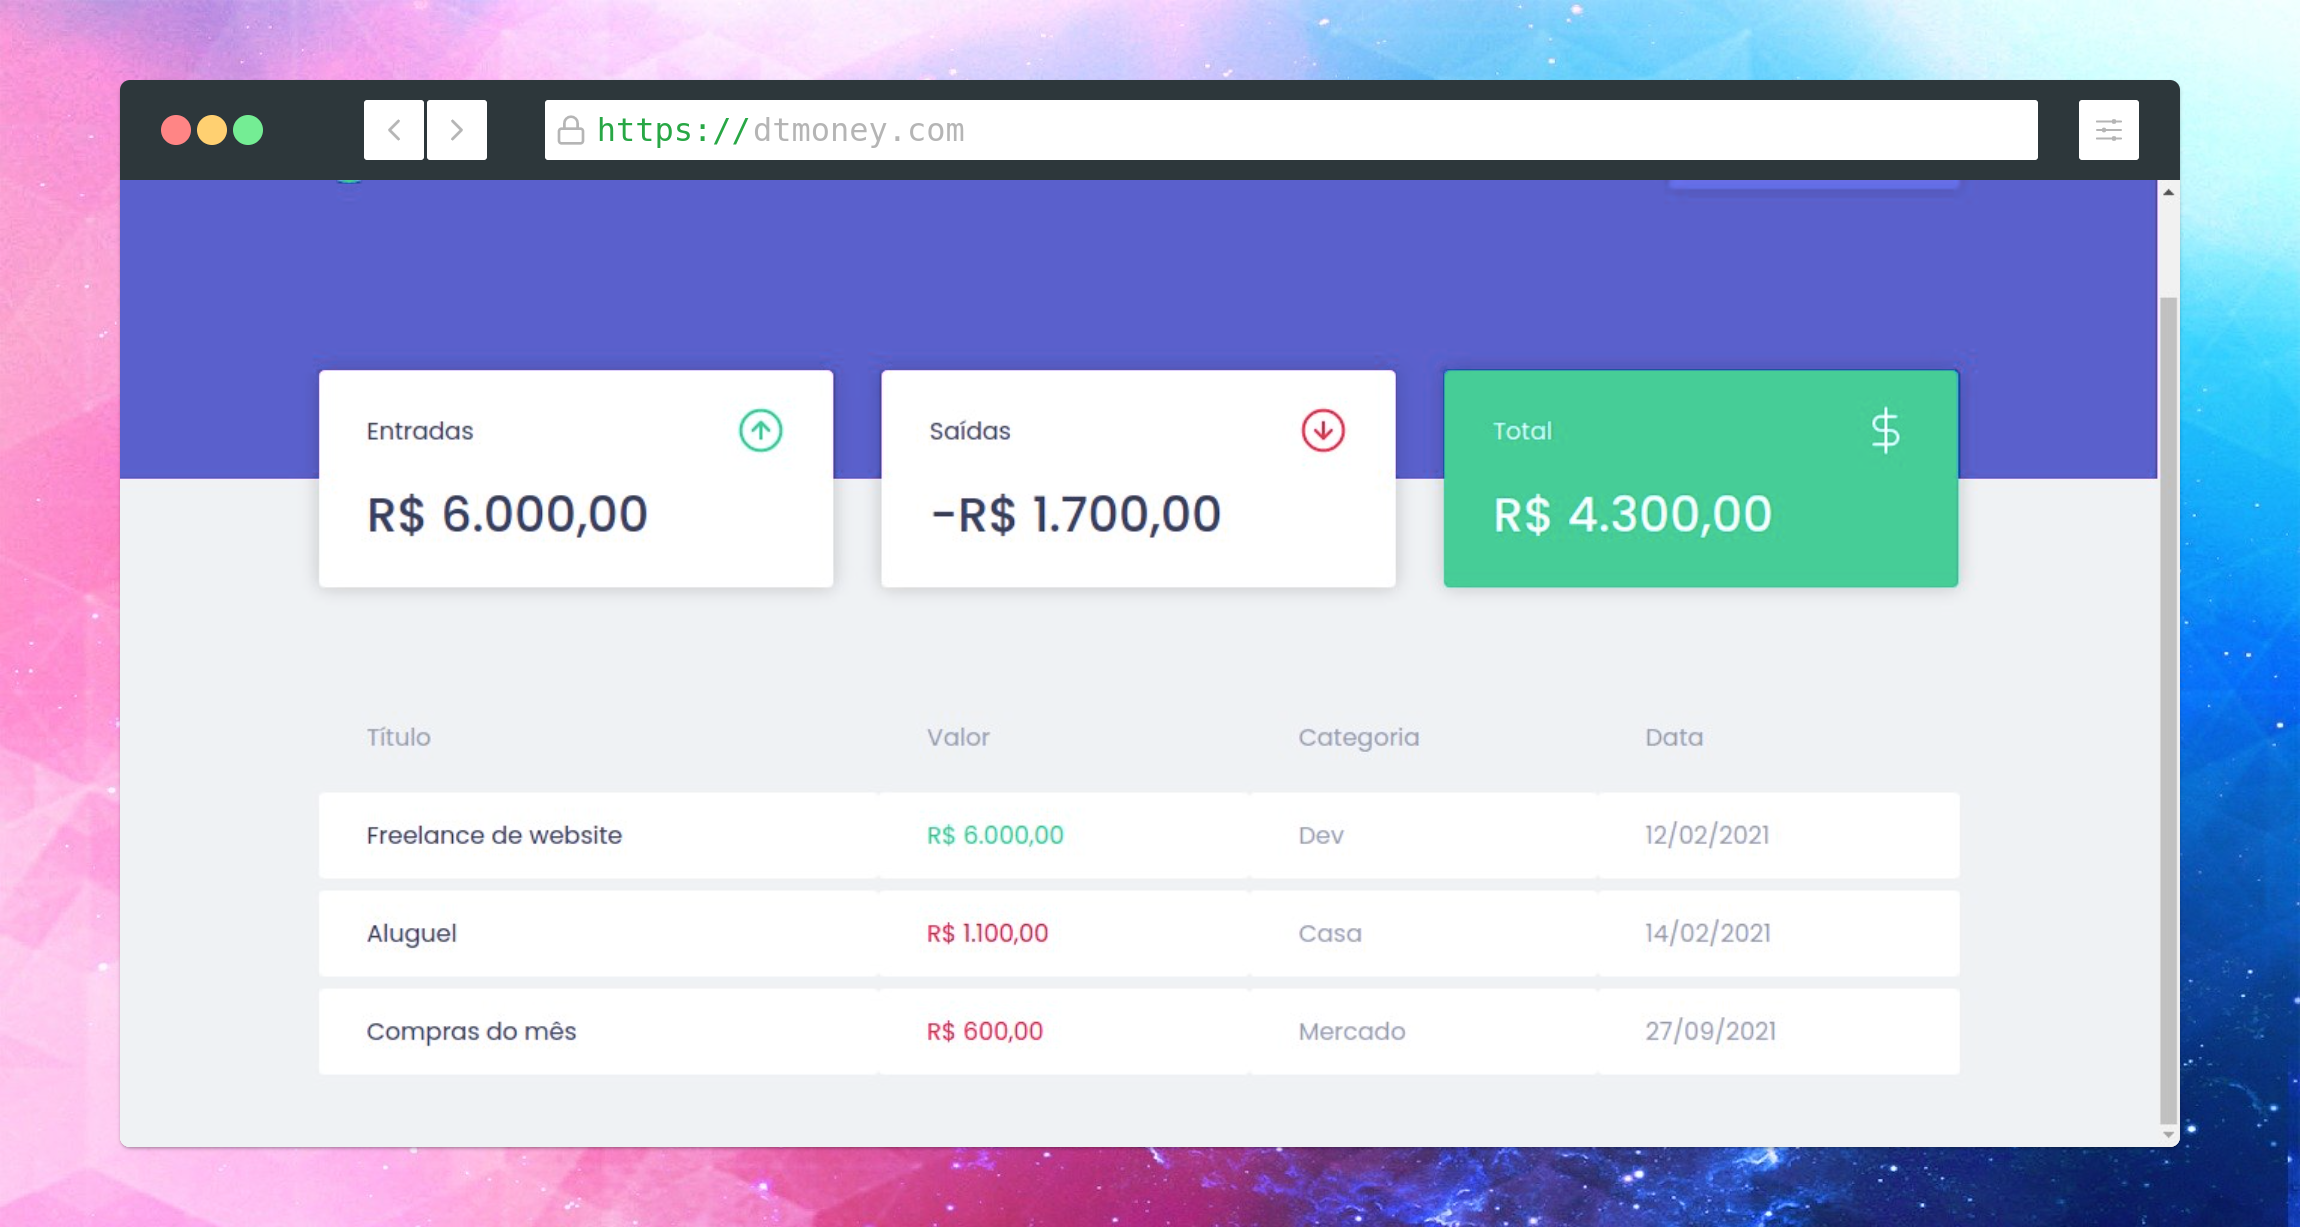 https://dtmoney.com
Entradas
R$ 6.000,00
Saídas
-R$ 1.700,00
Total
$
R$ 4.300,00
Título Valor Categoria Data
Freelance de website R$ 6.000,00 Dev 12/02/2021
Aluguel R$ 1.100,00 Casa 14/02/2021
Compras do mês R$ 600,00 Mercado 27/09/2021